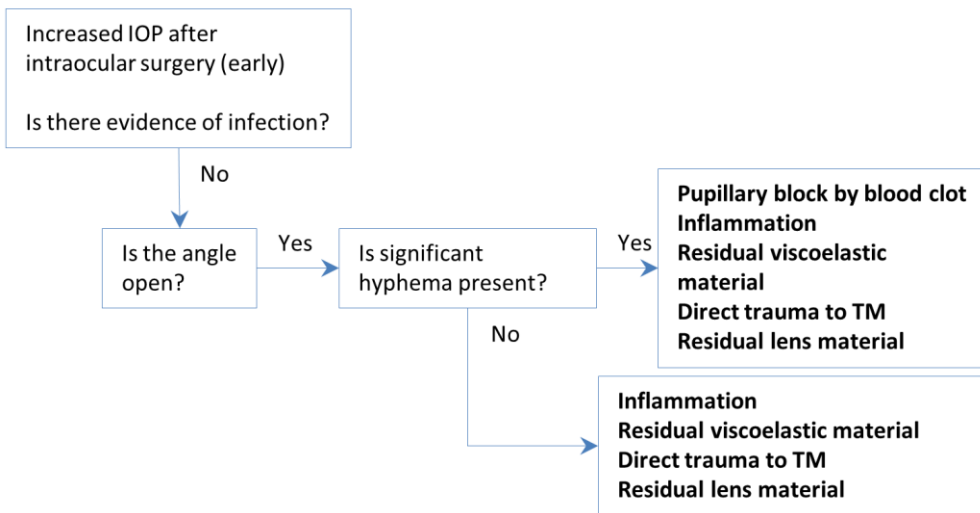 Increased IOP after
intraocular surgery (early)
Is there evidence of infection?
No
Is the angle
open?
Yes
Is significant
hyphema present?
Yes
Pupillary block by blood clot
Inflammation
Residual viscoelastic
material
Direct trauma to TM
Residual lens material
No
Inflammation
Residual viscoelastic material
Direct trauma to TM
Residual lens material